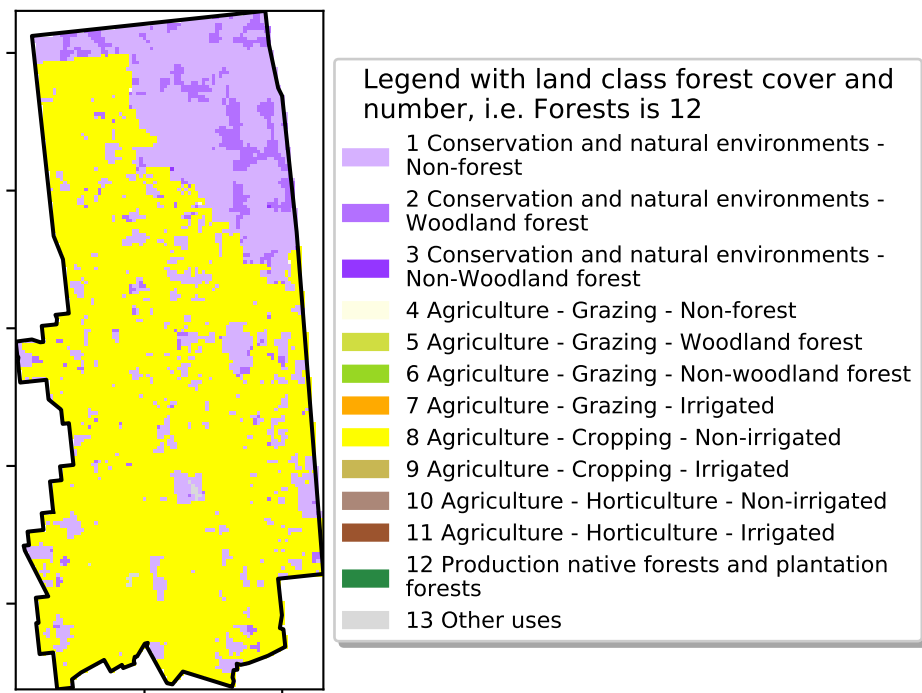 Legend with land class forest cover and
number, i.e. Forests is 12
1 Conservation and natural environments -
Non-forest
2 Conservation and natural environments -
Woodland forest
3 Conservation and natural environments -
Non-Woodland forest
4 Agriculture - Grazing - Non-forest
5 Agriculture - Grazing - Woodland forest
6 Agriculture - Grazing - Non-woodland forest
7 Agriculture - Grazing - Irrigated
8 Agriculture - Cropping - Non-irrigated
9 Agriculture - Cropping - Irrigated
10 Agriculture - Horticulture - Non-irrigated
11 Agriculture - Horticulture - Irrigated
12 Production native forests and plantation
forests
13 Other uses